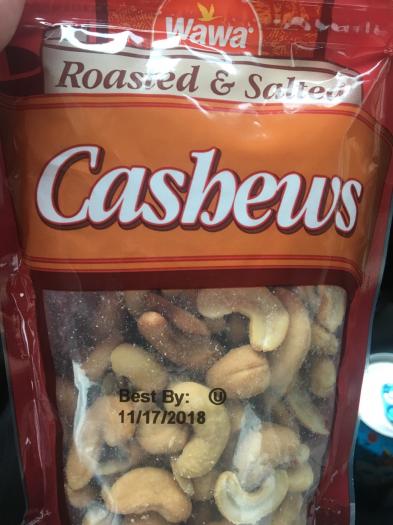 Wawa
Roasted & Salted
Cashews
Best By: Ⓤ
11/17/2018